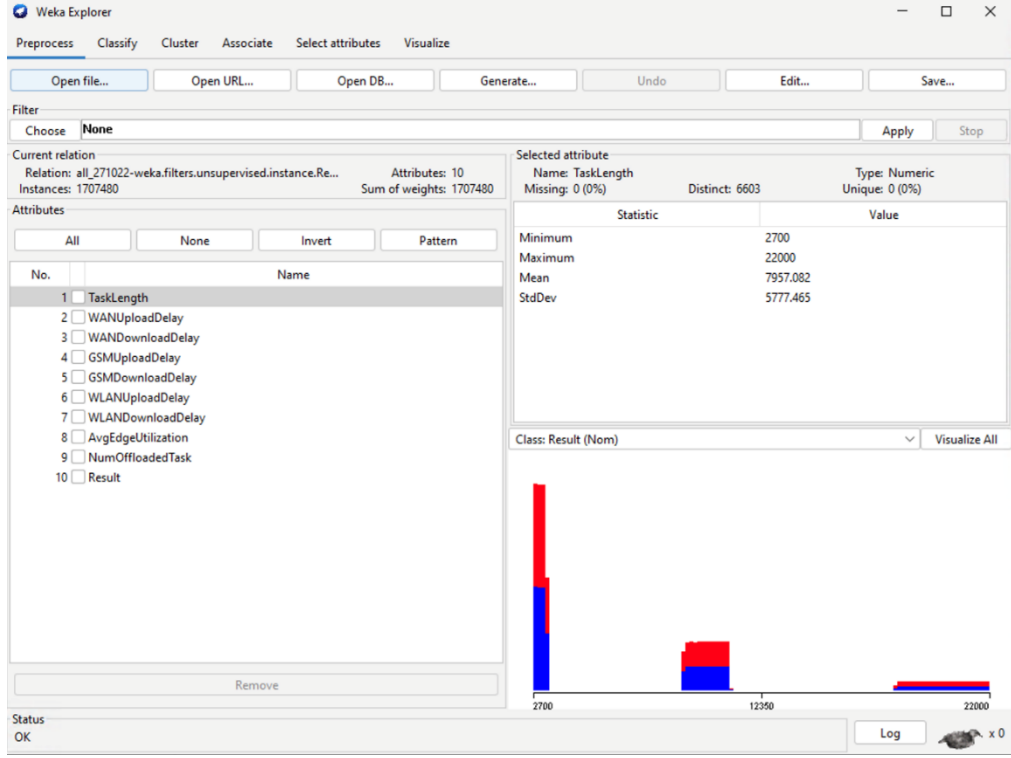 Weka Explorer
Preprocess Classify Cluster Associate Select attributes Visualize
Open file... Open URL... Open DB... Generate... Undo Edit... Save...
Filter
Choose None Apply Stop
Current relation
Relation: all_271022-weka.filters.unsupervised.instance.Re... Attributes: 10
Instances: 1707480 Sum of weights: 1707480
Selected attribute
Name: TaskLength Type: Numeric
Missing: 0 (0%) Distinct: 6603 Unique: 0 (0%)
Attributes
All None Invert Pattern
No. Name
1 TaskLength
2 WANUploadDelay
3 WANDownloadDelay
4 GSMUploadDelay
5 GSMDownloadDelay
6 WLANUploadDelay
7 WLANDownloadDelay
8 AvgEdgeUtilization
9 NumOffloadedTask
10 Result
Remove
Statistic Value
Minimum 2700
Maximum 22000
Mean 7957.082
StdDev 5777.465
Class: Result (Nom) Visualize All
2700 12350 22000
Status
OK
Log x 0